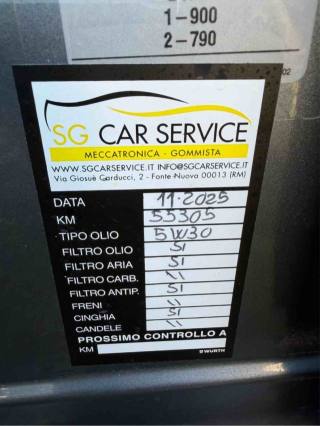 1-900
2-790
02
SG CAR SERVICE
MECCATRONICA - GOMMISTA
WWW.SGCARSERVICE.IT INFO@SGCARSERVICE.IT
Via Giosuè Carducci, 2 - Fonte-Nuova 00013 (RM)
DATA 11-2025
KM 55305
TIPO OLIO 5W30
FILTRO OLIO SI
FILTRO ARIA SI
FILTRO CARB. \\
FILTRO ANTIP. SI
FRENI \\
CINGHIA SI
CANDELE \\
PROSSIMO CONTROLLO A
KM
WÜRTH